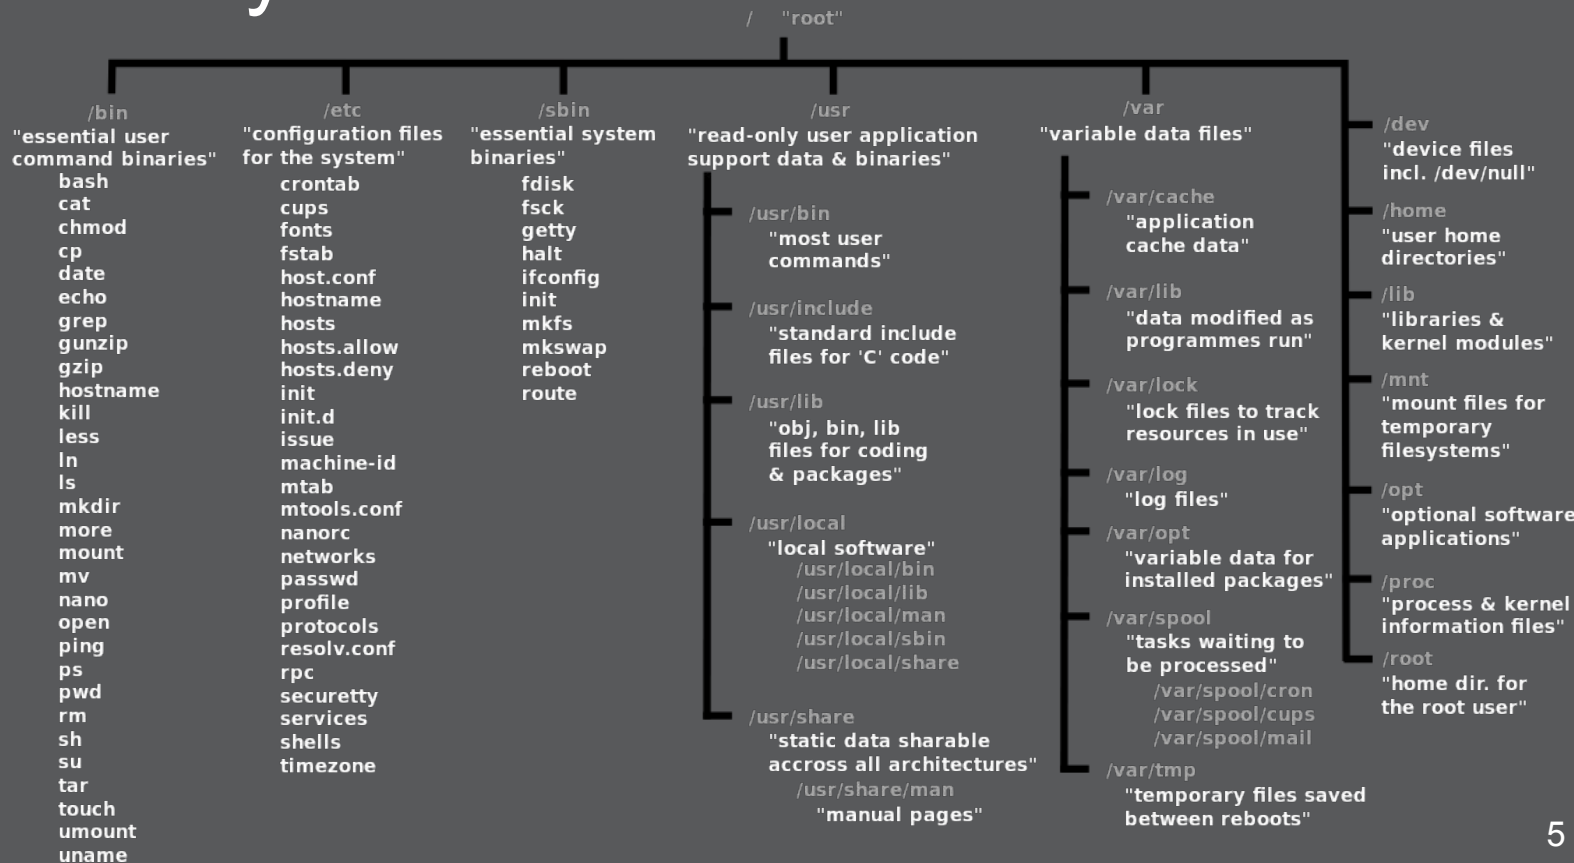 / "root"
/bin
"essential user
command binaries"
bash
cat
chmod
cp
date
echo
grep
gunzip
gzip
hostname
kill
less
ln
ls
mkdir
more
mount
mv
nano
open
ping
ps
pwd
rm
sh
su
tar
touch
umount
uname
/etc
"configuration files
for the system"
crontab
cups
fonts
fstab
host.conf
hostname
hosts
hosts.allow
hosts.deny
init
init.d
issue
machine-id
mtab
mtools.conf
nanorc
networks
passwd
profile
protocols
resolv.conf
rpc
securetty
services
shells
timezone
/sbin
"essential system
binaries"
fdisk
fsck
getty
halt
ifconfig
init
mkfs
mkswap
reboot
route
/usr
"read-only user application
support data & binaries"
/usr/bin
"most user
commands"
/usr/include
"standard include
files for 'C' code"
/usr/lib
"obj, bin, lib
files for coding
& packages"
/usr/local
"local software"
/usr/local/bin
/usr/local/lib
/usr/local/man
/usr/local/sbin
/usr/local/share
/usr/share
"static data sharable
accross all architectures"
/usr/share/man
"manual pages"
/var
"variable data files"
/var/cache
"application
cache data"
/var/lib
"data modified as
programmes run"
/var/lock
"lock files to track
resources in use"
/var/log
"log files"
/var/opt
"variable data for
installed packages"
/var/spool
"tasks waiting to
be processed"
/var/spool/cron
/var/spool/cups
/var/spool/mail
/var/tmp
"temporary files saved
between reboots"
/dev
"device files
incl. /dev/null"
/home
"user home
directories"
/lib
"libraries &
kernel modules"
/mnt
"mount files for
temporary
filesystems"
/opt
"optional software
applications"
/proc
"process & kernel
information files"
/root
"home dir. for
the root user"
5